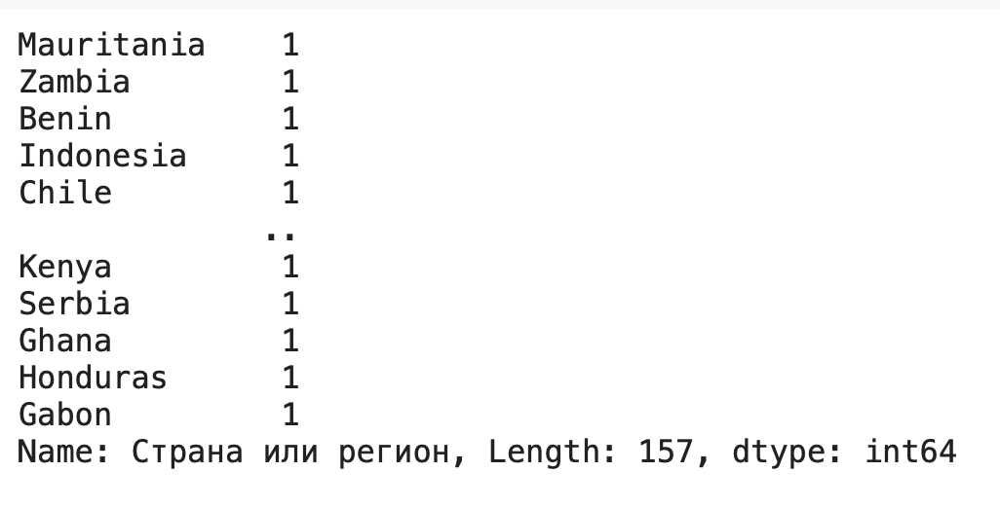 Mauritania    1
Zambia        1
Benin         1
Indonesia     1
Chile         1
             ..
Kenya         1
Serbia        1
Ghana         1
Honduras      1
Gabon         1
Name: Страна или регион, Length: 157, dtype: int64